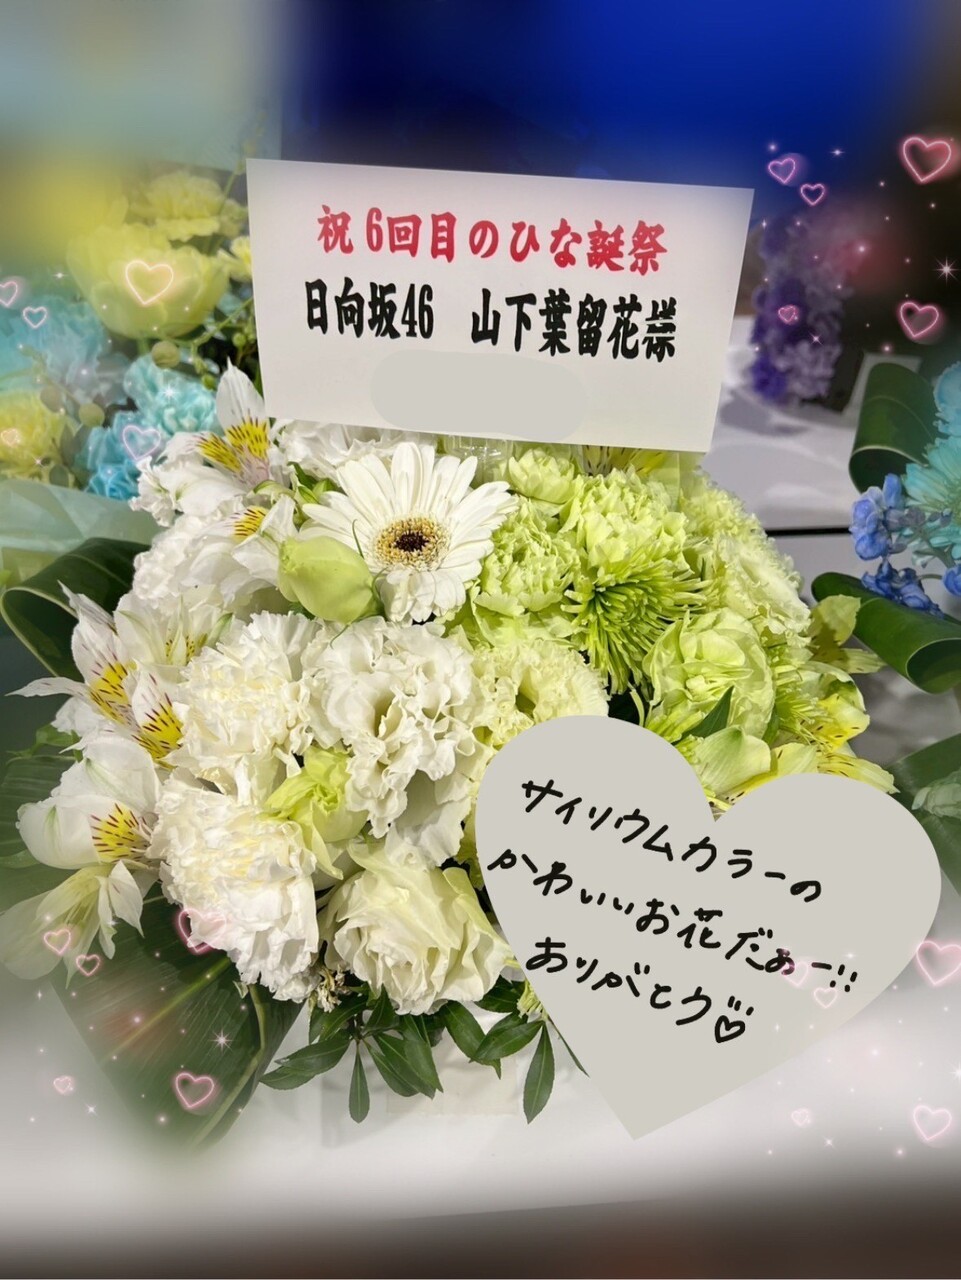 祝 6回目のひな誕祭
日向坂46 山下葉留花様
サイリウムカラーの
かわいいお花だぁー!!
ありがとう♡